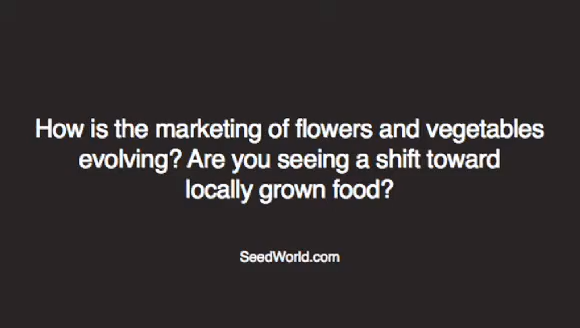 How is the marketing of flowers and vegetables
evolving? Are you seeing a shift toward
locally grown food?
SeedWorld.com